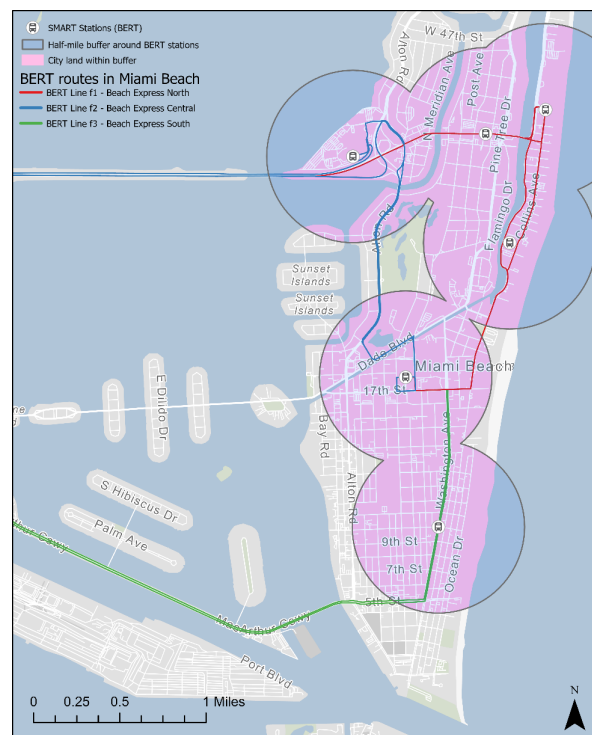 SMART Stations (BERT)
Half-mile buffer around BERT stations
City land within buffer
BERT routes in Miami Beach
BERT Line f1 - Beach Express North
BERT Line f2 - Beach Express Central
BERT Line f3 - Beach Express South
W 47th St
Alton Rd
N Meridian Ave
Post Ave
Pine Tree Dr
Flamingo Dr
Collins Ave
Alton Rd
Sunset
Islands
Sunset
Islands
Dade Blvd
Miami Beach
17th St
E Dilido Dr
Bay Rd
Alton Rd
Washington Ave
S Hibiscus Dr
Palm Ave
9th St
7th St
Ocean Dr
5th St
thur Cswy
MacArthur Cswy
Port Blvd
N
0 0.25 0.5 1 Miles